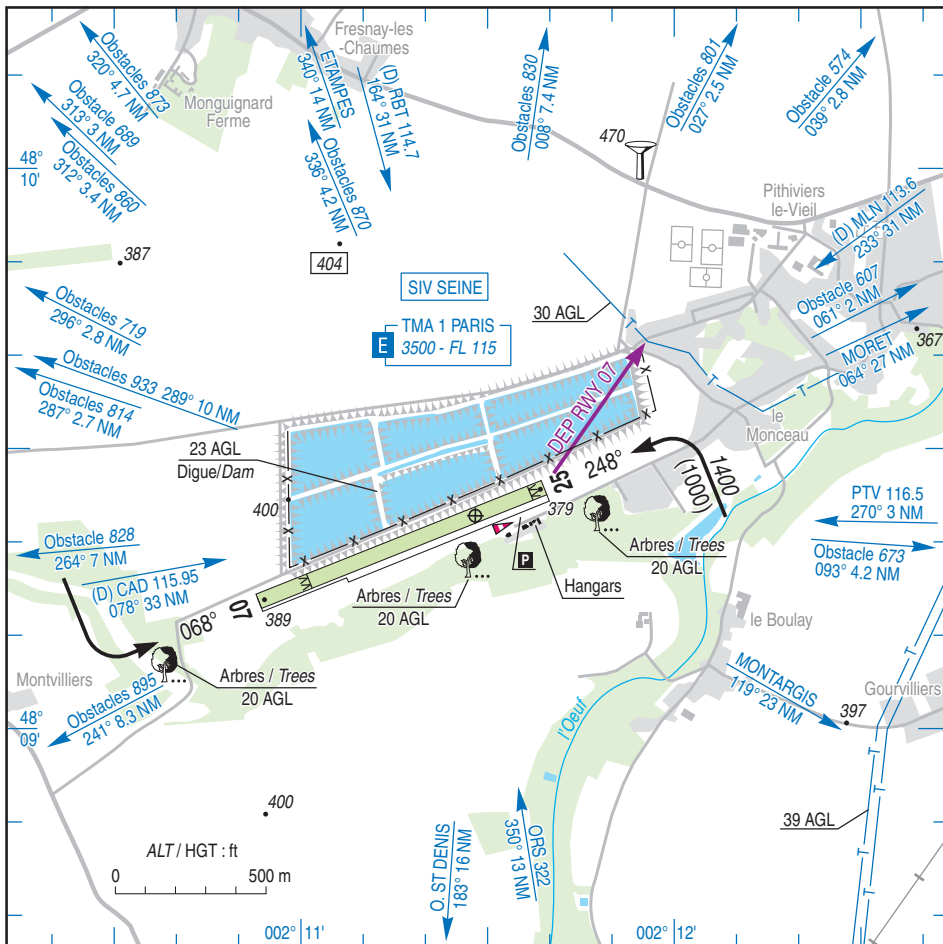 Fresnay-les
-Chaumes
Obstacles 873
320° 4.7 NM
Obstacle 689
313° 3 NM
Obstacles 860
312° 3.4 NM
Monguignard
Ferme
ETAMPES
340° 14 NM
(D) RBT 114.7
164° 31 NM
Obstacles 870
336° 4.2 NM
Obstacles 830
008° 7.4 NM
Obstacles 801
027° 2.5 NM
Obstacle 574
039° 2.8 NM
470
48°
10'
Pithiviers
le-Vieil
(D) MLN 113.6
233° 31 NM
387
404
SIV SEINE
E
TMA 1 PARIS
3500 - FL 115
30 AGL
T
Obstacle 607
061° 2 NM
367
MORET
064° 27 NM
Obstacles 719
296° 2.8 NM
Obstacles 933 289° 10 NM
Obstacles 814
287° 2.7 NM
X
T
T
DEP RWY 07
le
Monceau
23 AGL
Digue/Dam
X
X
X
X
X
X
X
X
X
X
400
25
248°
379
1400
(1000)
PTV 116.5
270° 3 NM
Obstacle 673
093° 4.2 NM
P
Arbres / Trees
20 AGL
Hangars
Obstacle 828
264° 7 NM
(D) CAD 115.95
078° 33 NM
Arbres / Trees
20 AGL
07
068°
389
le Boulay
Montvilliers
Arbres / Trees
20 AGL
Obstacles 895
241° 8.3 NM
MONTARGIS
119° 23 NM
Gourvilliers
397
48°
09'
l'Oeuf
T
T
T
T
T
400
39 AGL
ALT / HGT : ft
0
500 m
O. ST DENIS
183° 16 NM
ORS 322
350° 13 NM
002° 11'
002° 12'